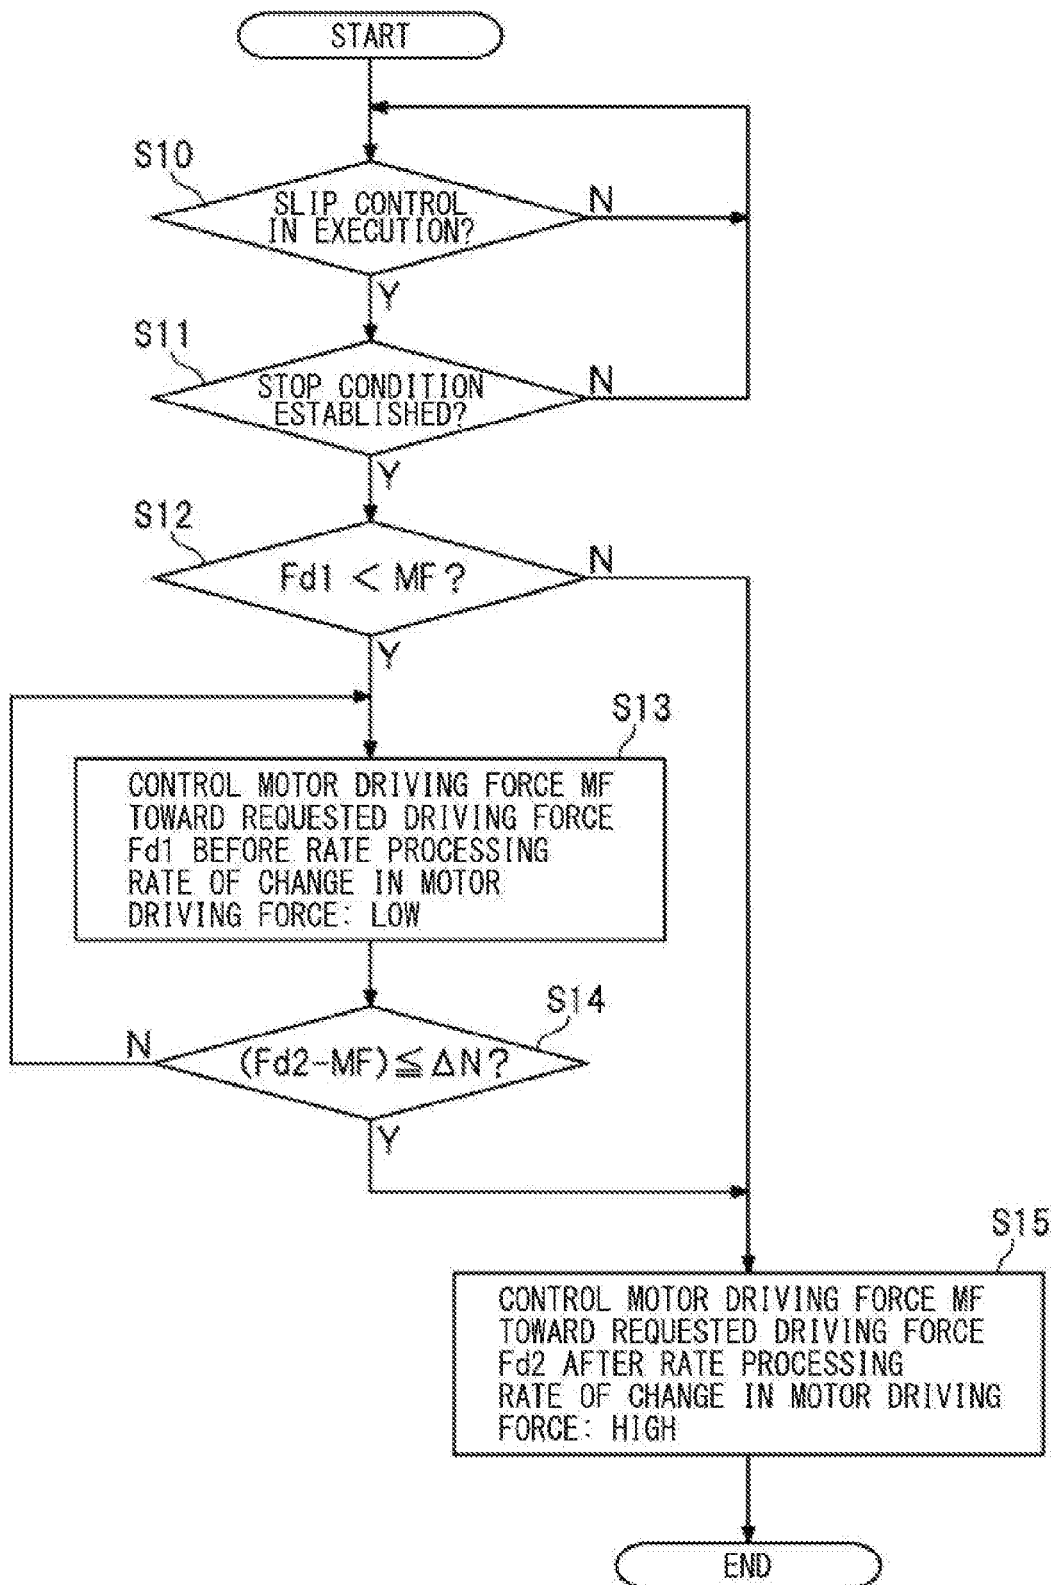 START
S10
SLIP CONTROL
IN EXECUTION?
N
Y
S11
STOP CONDITION
ESTABLISHED?
N
Y
S12
Fd1 < MF?
N
Y
S13
CONTROL MOTOR DRIVING FORCE MF
TOWARD REQUESTED DRIVING FORCE
Fd1 BEFORE RATE PROCESSING
RATE OF CHANGE IN MOTOR
DRIVING FORCE: LOW
S14
N
(Fd2-MF)≦ΔN?
Y
S15
CONTROL MOTOR DRIVING FORCE MF
TOWARD REQUESTED DRIVING FORCE
Fd2 AFTER RATE PROCESSING
RATE OF CHANGE IN MOTOR DRIVING
FORCE: HIGH
END